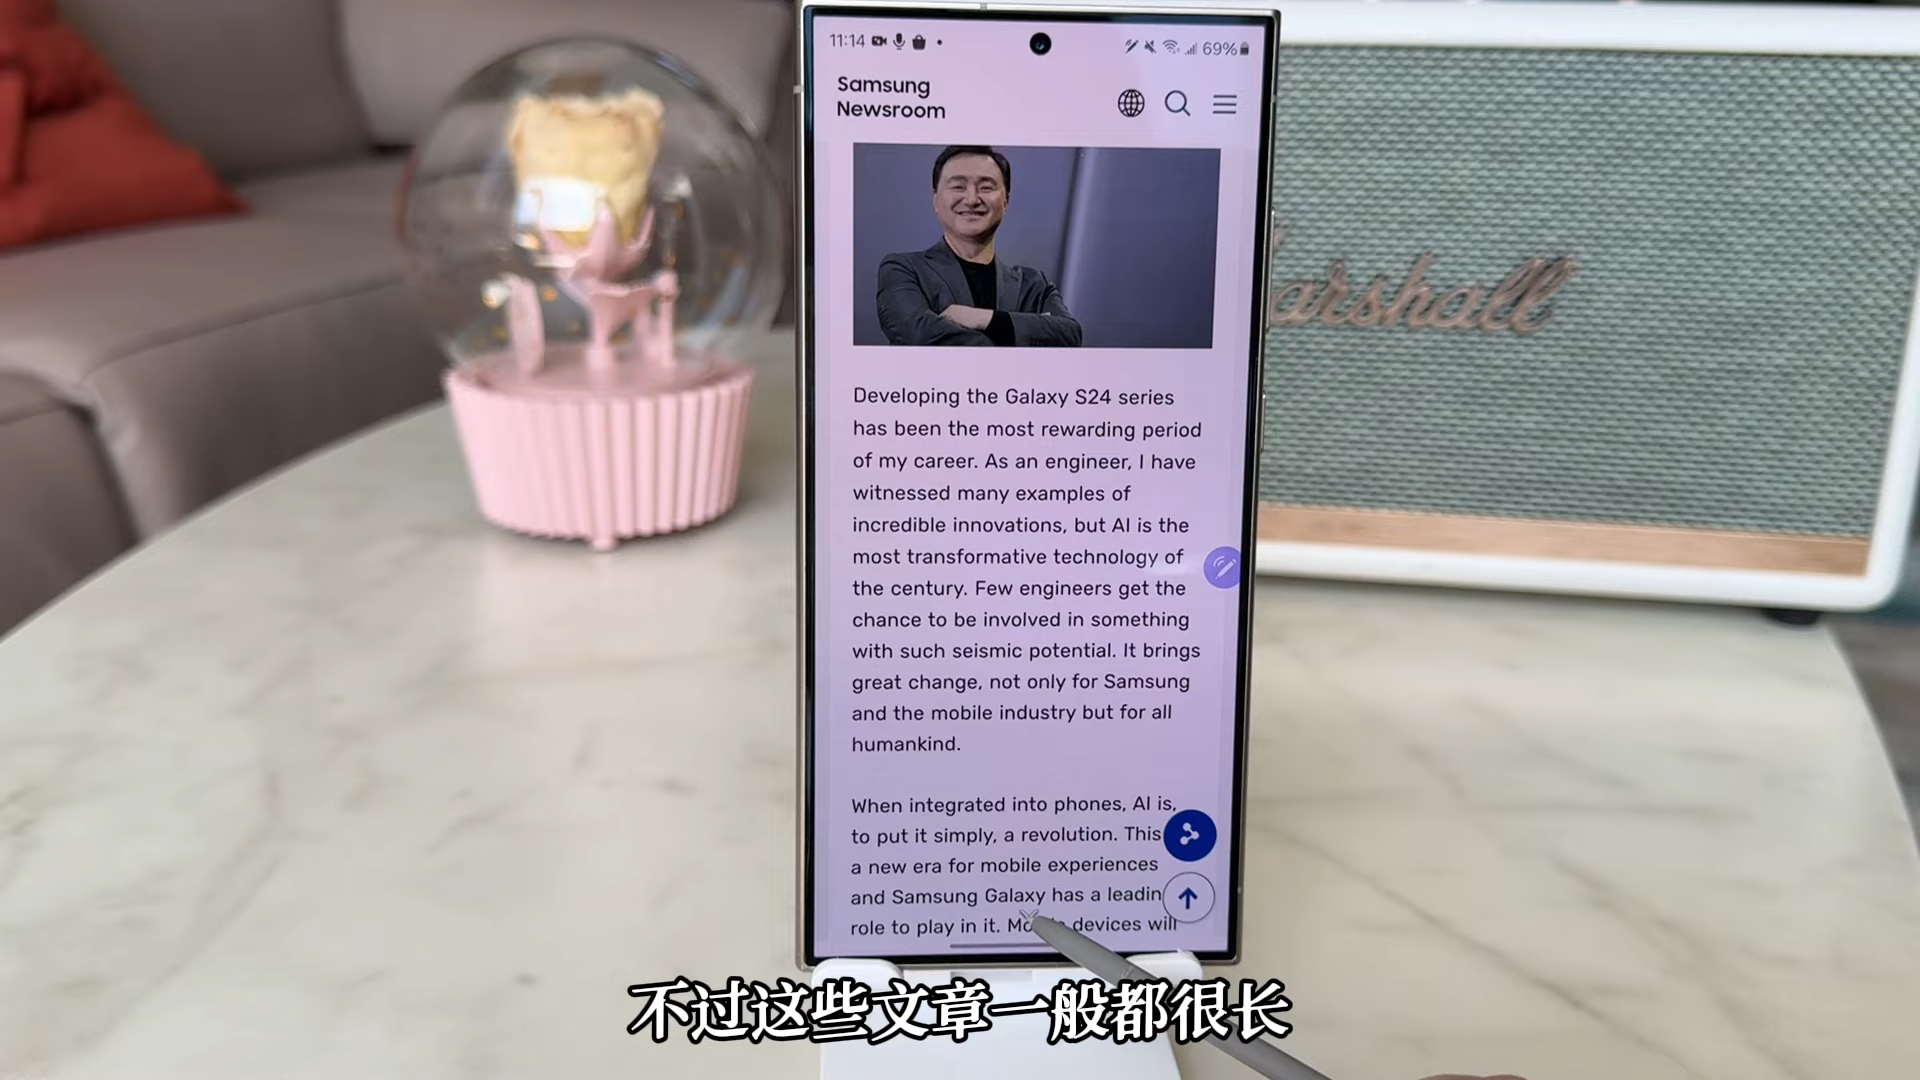 11:14
69%
Samsung
Newsroom
Marshall
Developing the Galaxy S24 series
has been the most rewarding period
of my career. As an engineer, I have
witnessed many examples of
incredible innovations, but AI is the
most transformative technology of
the century. Few engineers get the
chance to be involved in something
with such seismic potential. It brings
great change, not only for Samsung
and the mobile industry but for all
humankind.
When integrated into phones, AI is,
to put it simply, a revolution. This
a new era for mobile experiences
and Samsung Galaxy has a leadin
role to play in it. devices will
不过这些文章一般都很长